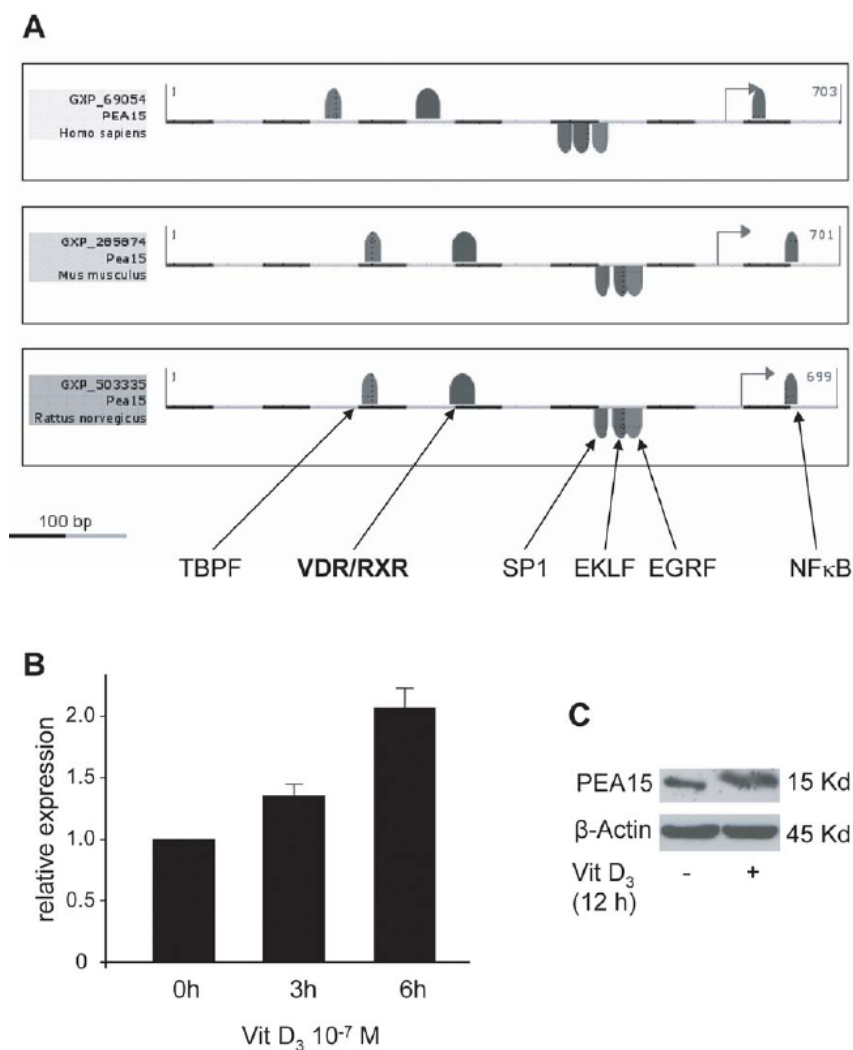 A
GXP_69054
PEA15
Homo sapiens
1
703
GXP_285874
Pea15
Mus musculus
1
701
GXP_503335
Pea15
Rattus norvegicus
1
699
100 bp
TBPF VDR/RXR SP1 EKLF EGRF NFκB
B
relative expression
2.0
1.5
1.0
0.5
0
0h 3h 6h
Vit D3 10-7 M
C
PEA15 15 Kd
β-Actin 45 Kd
Vit D3 - +
(12 h)